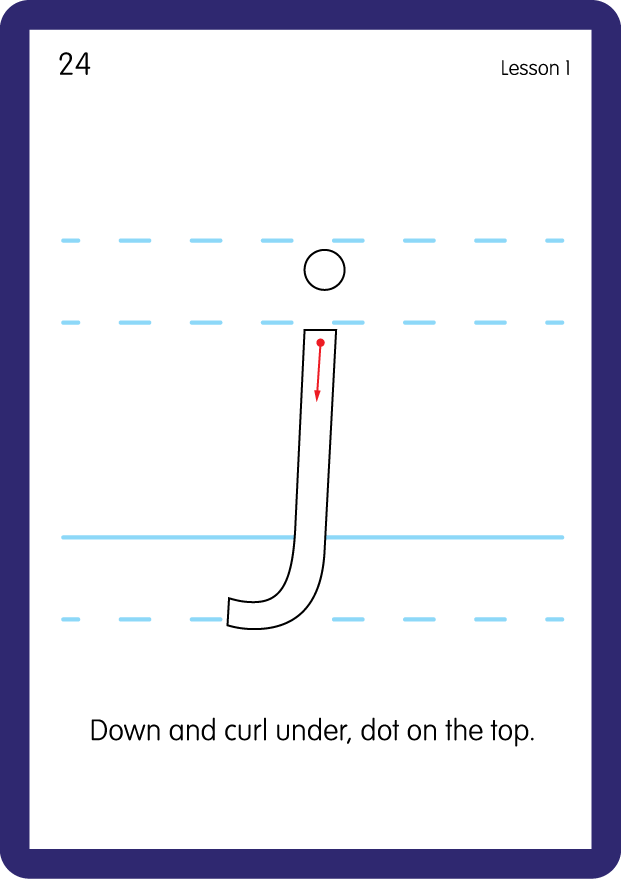 24
Lesson 1
j
Down and curl under, dot on the top.